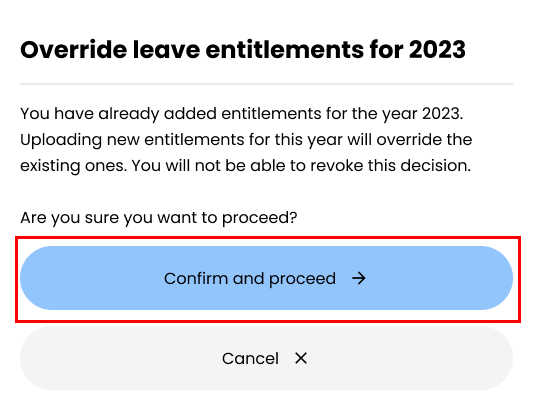 Override leave entitlements for 2023
You have already added entitlements for the year 2023.
Uploading new entitlements for this year will override the
existing ones. You will not be able to revoke this decision.
Are you sure you want to proceed?
Confirm and proceed →
Cancel ✕